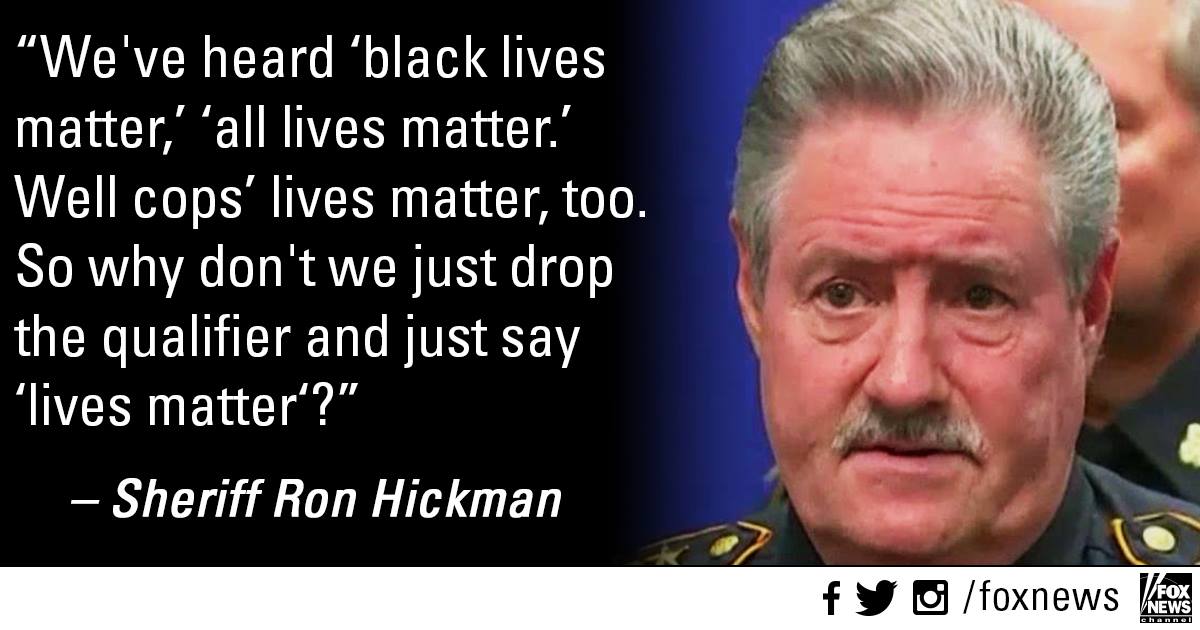 “We've heard ‘black lives
matter,’ ‘all lives matter.’
Well cops’ lives matter, too.
So why don't we just drop
the qualifier and just say
‘lives matter‘?”
– Sheriff Ron Hickman
/foxnews
FOX
NEWS
channel